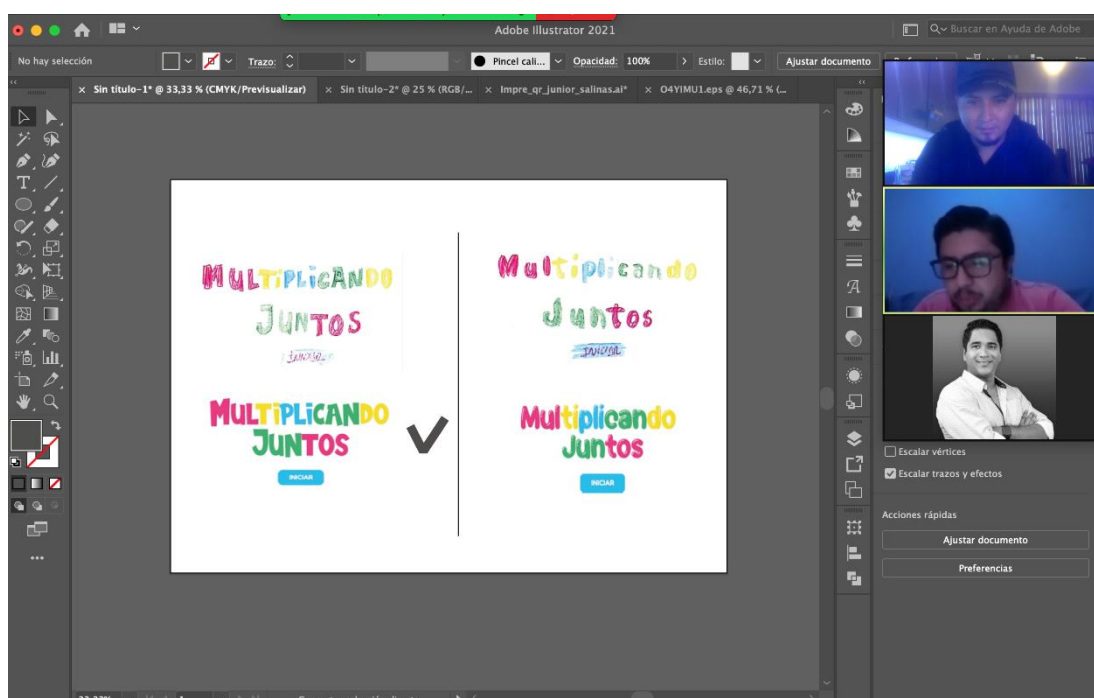 Adobe Illustrator 2021
Buscar en Ayuda de Adobe
No hay selección
Trazo:
Pincel cali...
Opacidad: 100%
Estilo:
Ajustar documento
× Sin título-1* @ 33,33 % (CMYK/Previsualizar)
× Sin título-2* @ 25 % (RGB/...
× Impre_qr_junior_salinas.ai*
× O4YIMU1.eps @ 46,71 % (...
MULTiPLiCANDO
JUNTOS
MULTiPLiCANDO
JUNTOS
INICIAR
Multiplicando
Juntos
INICIAR
Multiplicando
Juntos
INICIAR
Escalar vértices
Escalar trazos y efectos
Acciones rápidas
Ajustar documento
Preferencias